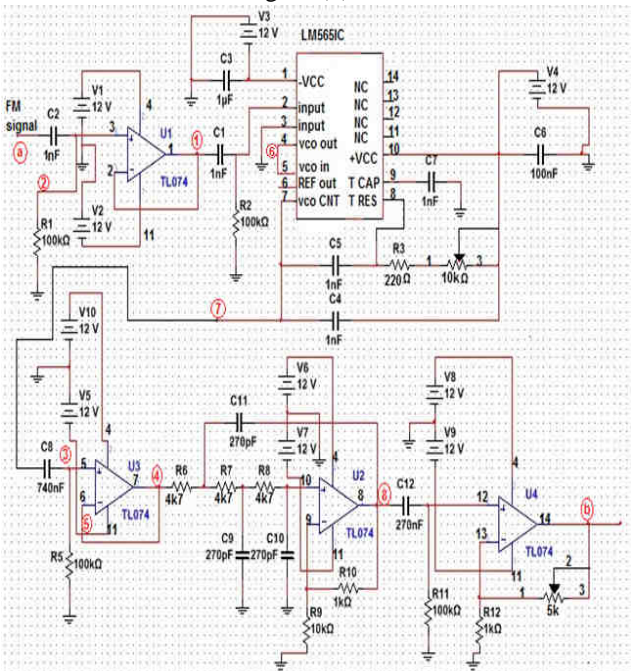 V3
12 V
LM565IC
C3
1µF
1
-VCC
NC
14
NC
13
NC
12
NC
11
+VCC
10
T CAP
9
T RES
8
2
input
3
input
4
vco out
5
vco in
6
REF out
7
vco CNT
V4
12 V
C6
100nF
C7
1nF
V1
12 V
4
FM
signal
C2
1nF
a
3
2
U1
1
TL074
11
1
C1
1nF
2
R1
100kΩ
V2
12 V
R2
100kΩ
6
C5
1nF
R3
220Ω
1
10kΩ
3
C4
1nF
7
V10
12 V
V5
12 V
4
C8
740nF
3
5
6
U3
7
4
5
11
TL074
R5
100kΩ
C11
270pF
R6
4k7
R7
4k7
R8
4k7
C9
270pF
C10
270pF
V6
12 V
V7
12 V
4
10
9
U2
8
TL074
11
8
R10
1kΩ
R9
10kΩ
C12
270nF
V8
12 V
V9
12 V
4
12
13
U4
14
TL074
11
b
R11
100kΩ
R12
1kΩ
1
2
3
5k